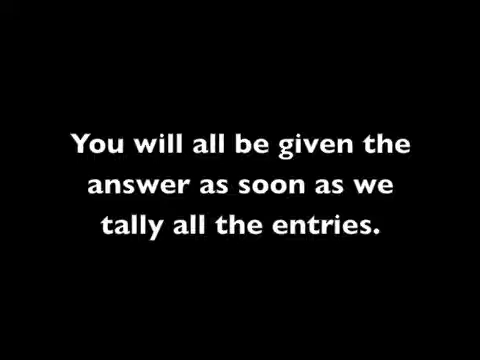 You will all be given the
answer as soon as we
tally all the entries.